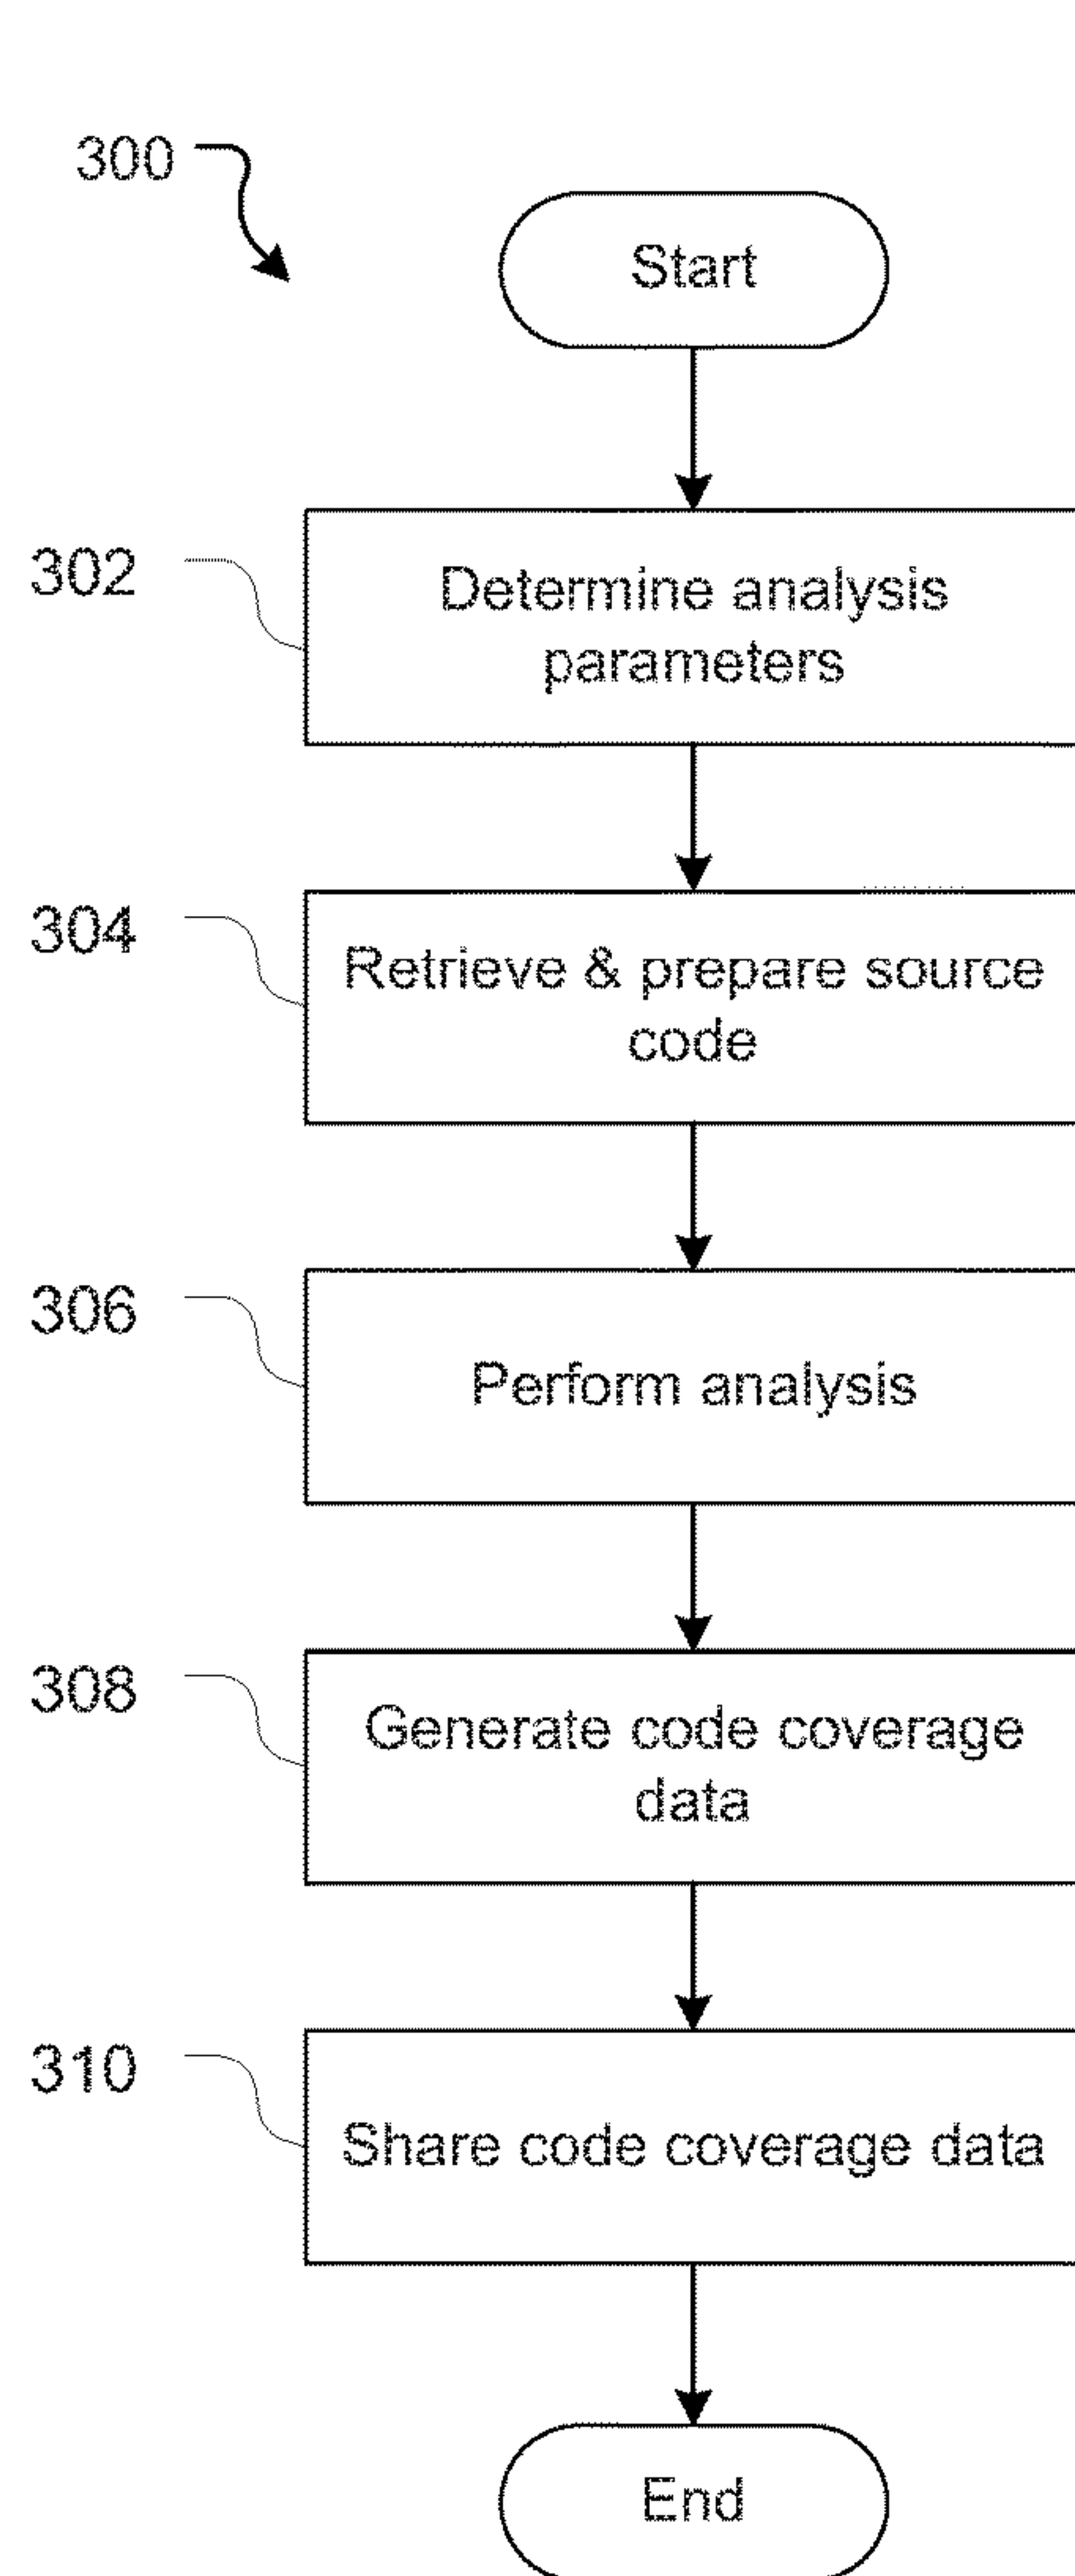 300
Start
302
Determine analysis
parameters
304
Retrieve & prepare source
code
306
Perform analysis
308
Generate code coverage
data
310
Share code coverage data
End